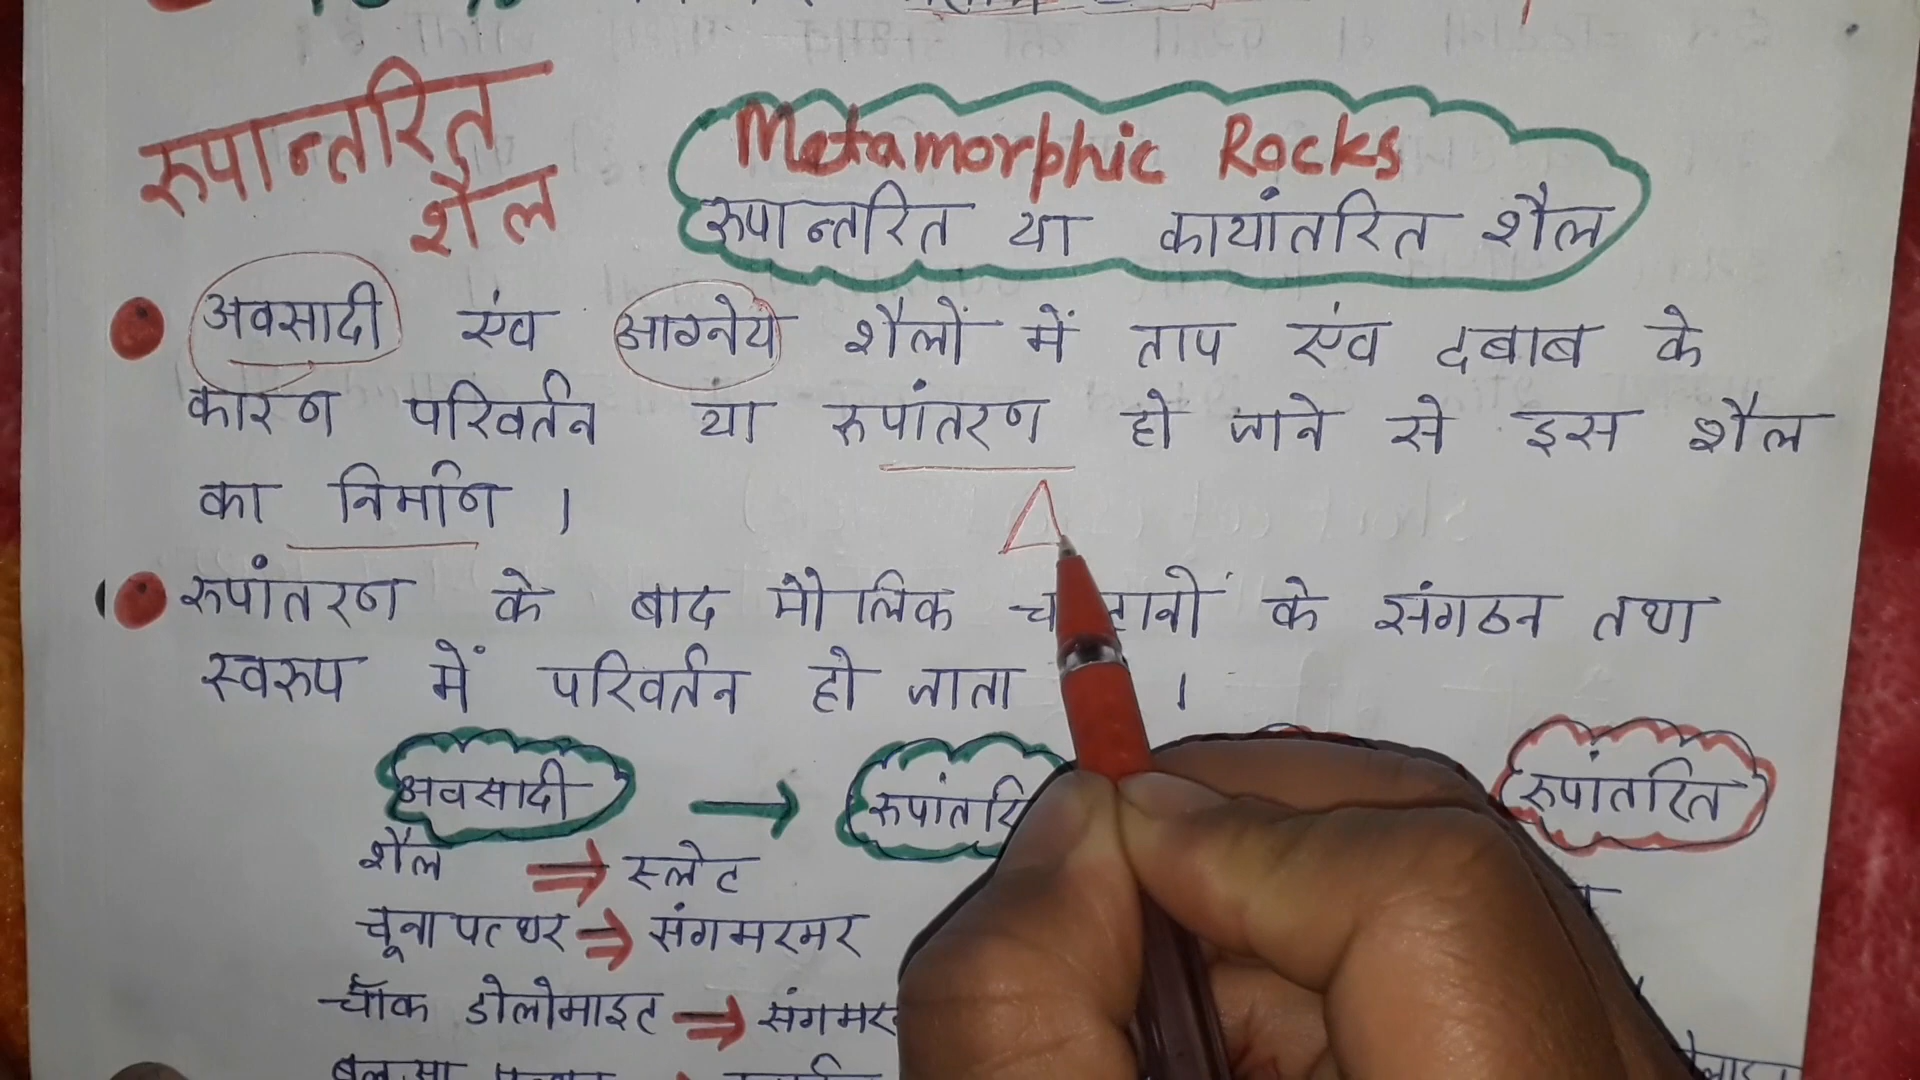 रुपान्तरित
शैल
Metamorphic Rocks
रुपान्तरित या कायांतरित शैल
अवसादी एंव आग्नेय शैलों में ताप एंव दबाब के
कारण परिवर्तन या रुपांतरण हो जाने से इस शैल
का निर्माण ।
रुपांतरण के बाद मौलिक के संगठन तथा
स्वरुप में परिवर्तन हो जाता ।
अवसादी → रुपांतरि रुपांतरित
शैल ⇒ स्लेट
चूना पत्थर ⇒ संगमरमर
चॉक डोलोमाइट ⇒ संगमर